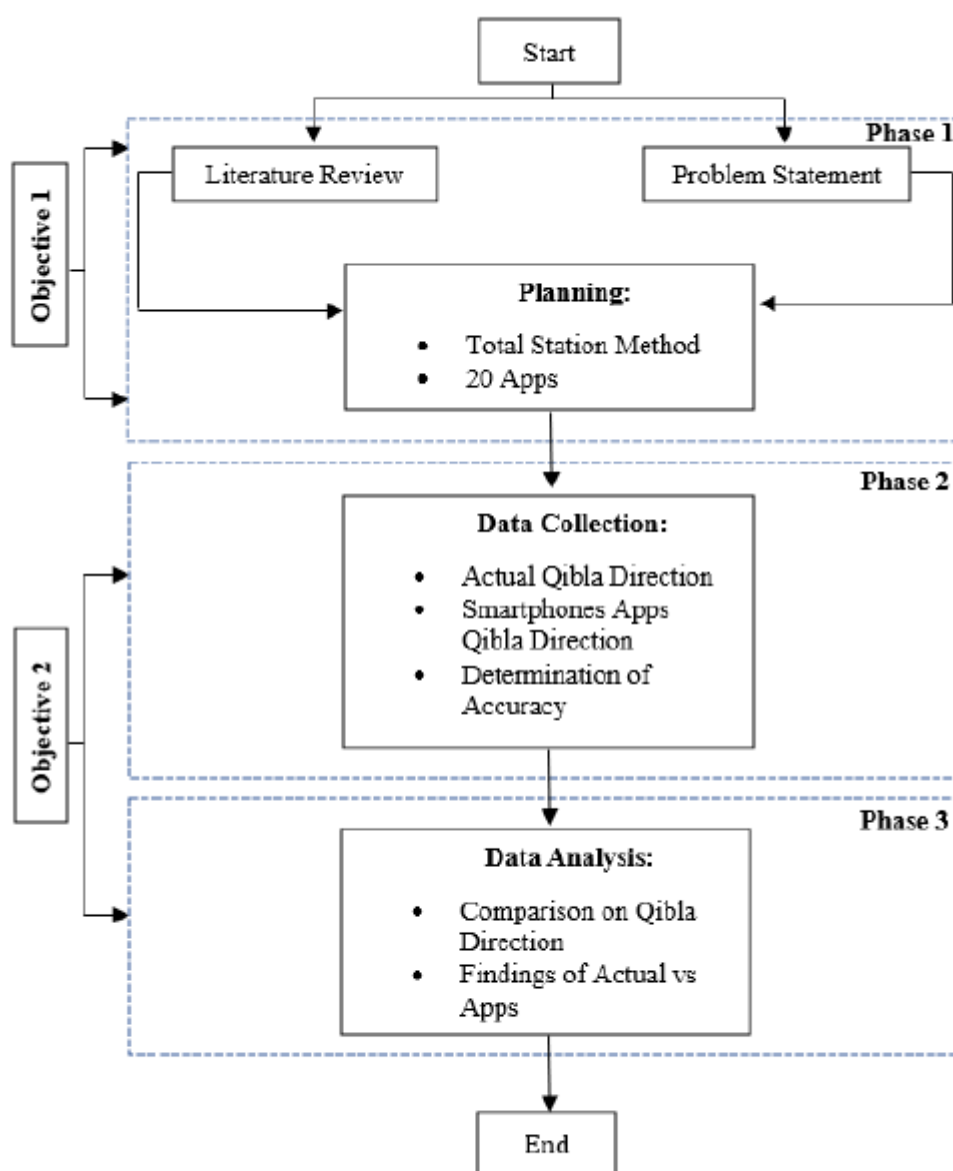 Start
Phase 1
Literature Review
Problem Statement
Objective 1
Planning:
• Total Station Method
• 20 Apps
Phase 2
Data Collection:
• Actual Qibla Direction
• Smartphones Apps
Qibla Direction
• Determination of
Accuracy
Objective 2
Phase 3
Data Analysis:
• Comparison on Qibla
Direction
• Findings of Actual vs
Apps
End